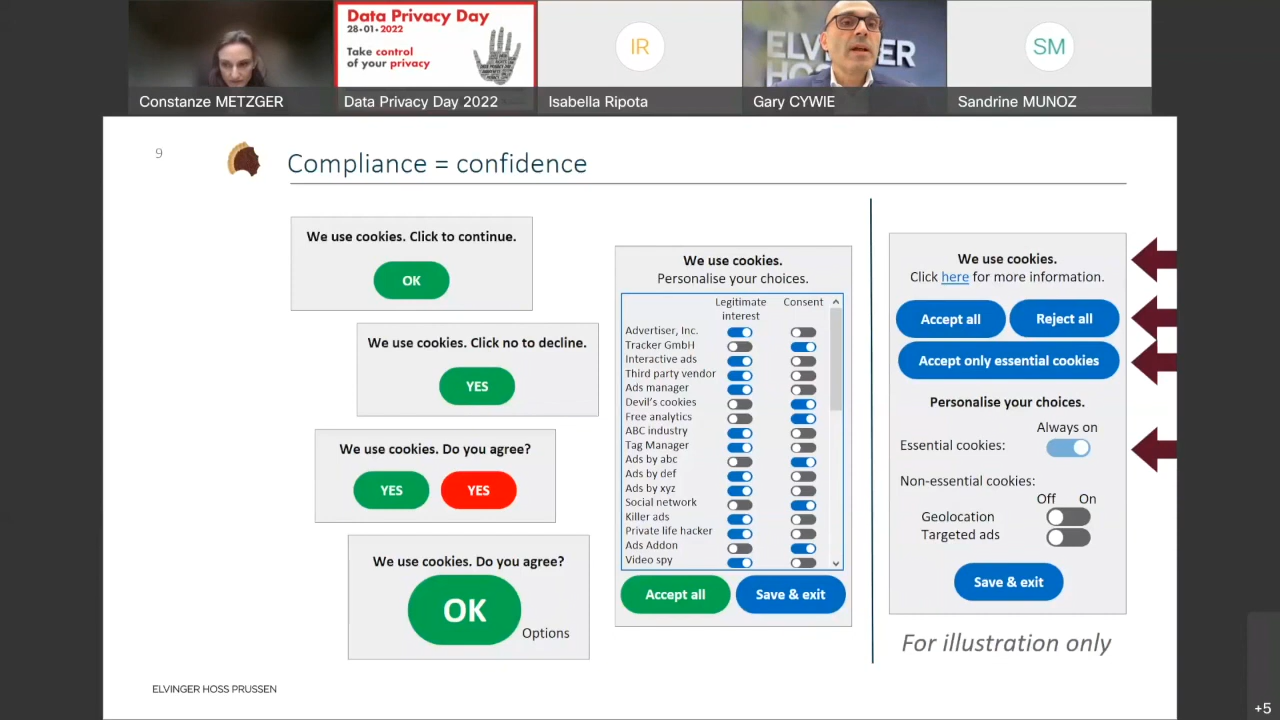 Data Privacy Day
28•01•2022
Take control
of your privacy
IR
ELVINGER
HOSS
SM
Constanze METZGER
Data Privacy Day 2022
Isabella Ripota
Gary CYWIE
Sandrine MUNOZ
9
Compliance = confidence
We use cookies. Click to continue.
OK
We use cookies. Click no to decline.
YES
We use cookies. Do you agree?
YES
YES
We use cookies. Do you agree?
OK
Options
We use cookies.
Personalise your choices.
Legitimate interest
Consent
Advertiser, Inc.
Tracker GmbH
Interactive ads
Third party vendor
Ads manager
Devil's cookies
Free analytics
ABC industry
Tag Manager
Ads by abc
Ads by def
Ads by xyz
Social network
Killer ads
Private life hacker
Ads Addon
Video spy
Accept all
Save & exit
We use cookies.
Click here for more information.
Accept all
Reject all
Accept only essential cookies
Personalise your choices.
Always on
Essential cookies:
Non-essential cookies:
Off On
Geolocation
Targeted ads
Save & exit
For illustration only
ELVINGER HOSS PRUSSEN
+5